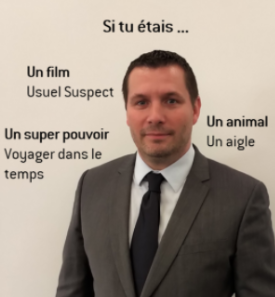 Si tu étais ...
Un film
Usuel Suspect
Un animal
Un aigle
Un super pouvoir
Voyager dans le
temps